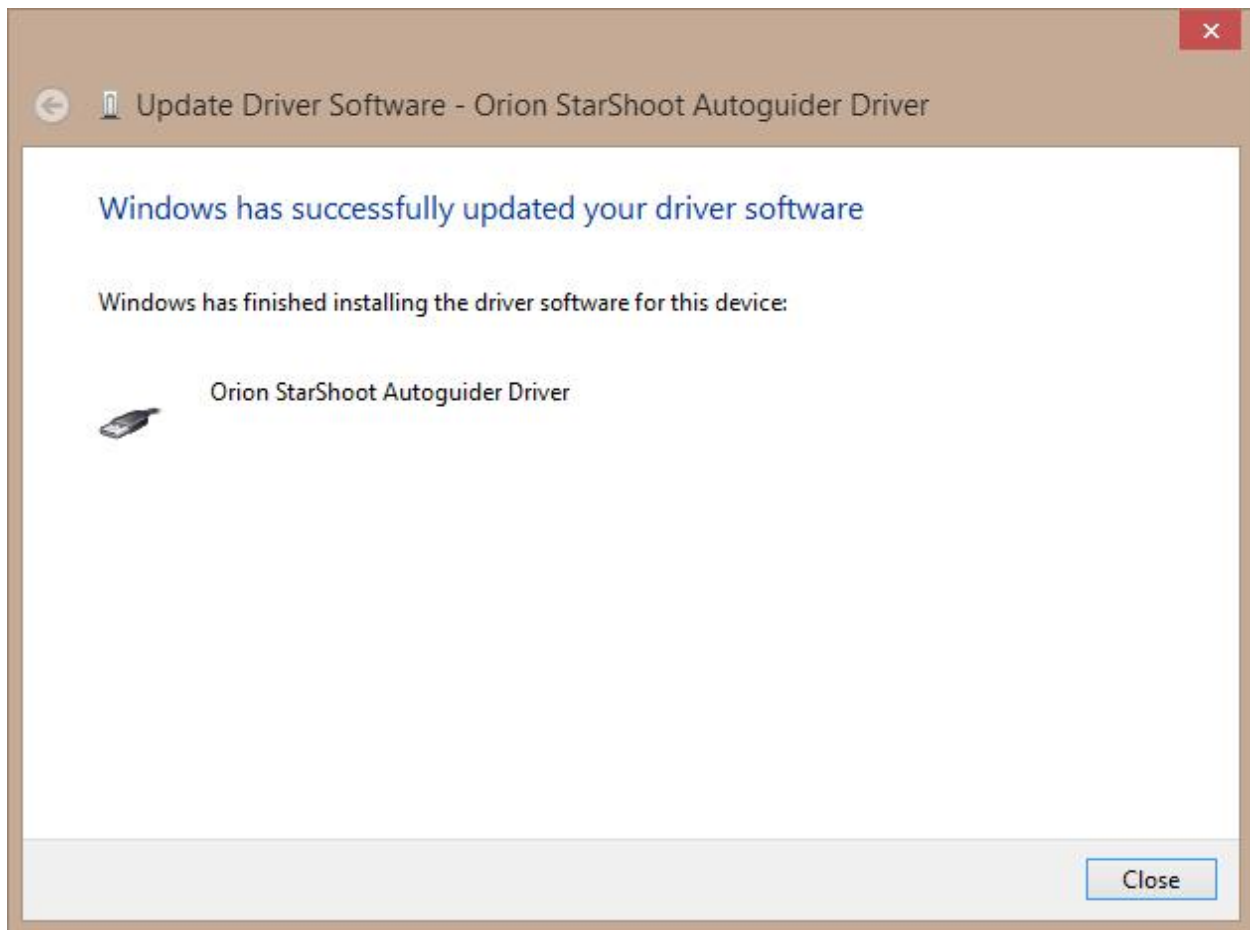 Update Driver Software - Orion StarShoot Autoguider Driver
Windows has successfully updated your driver software
Windows has finished installing the driver software for this device:
Orion StarShoot Autoguider Driver
Close